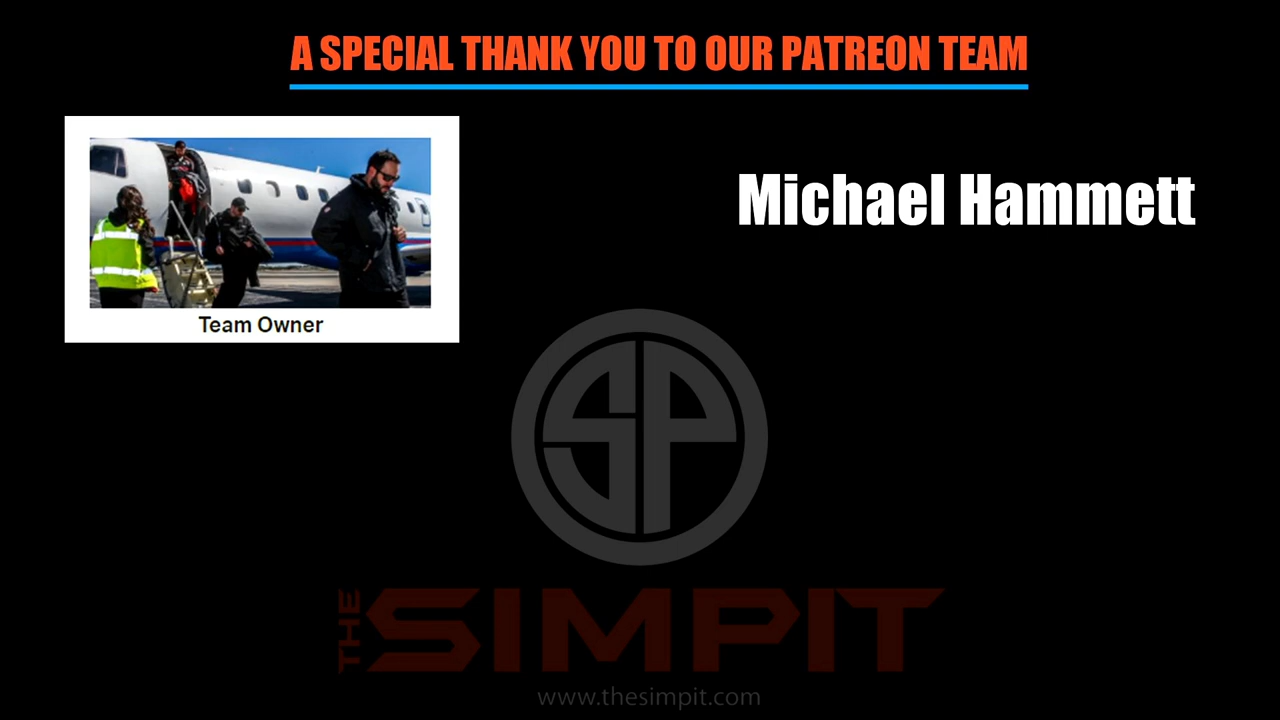 A SPECIAL THANK YOU TO OUR PATREON TEAM
Michael Hammett
Team Owner
SP
THE SIMPIT
www.thesimpit.com